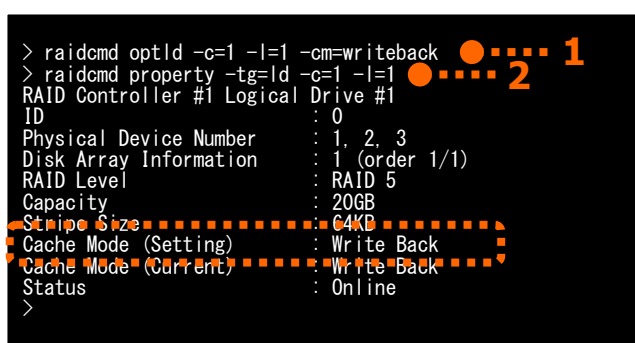 > raidcmd optld -c=1 -l=1 -cm=writeback 1
> raidcmd property -tg=ld -c=1 -l=1 2
RAID Controller #1 Logical Drive #1
ID : 0
Physical Device Number : 1, 2, 3
Disk Array Information : 1 (order 1/1)
RAID Level : RAID 5
Capacity : 20GB
Stripe Size : 64KB
Cache Mode (Setting) : Write Back
Cache Mode (Current) : Write Back
Status : Online
>